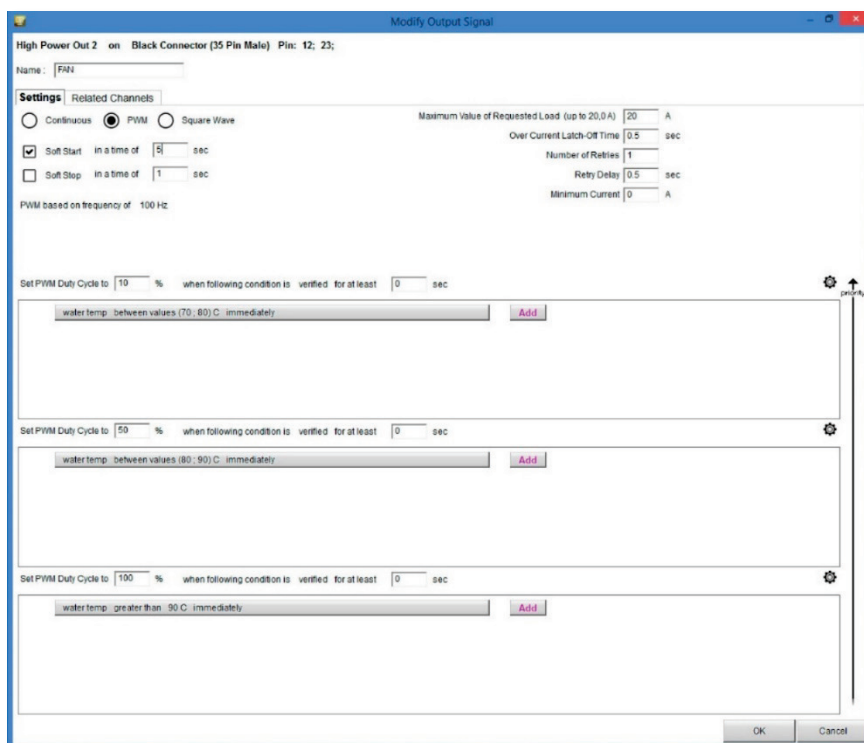 Modify Output Signal
High Power Out 2 on Black Connector (35 Pin Male) Pin: 12; 23;
Name : FAN
Settings Related Channels
Continuous PWM Square Wave
Soft Start in a time of 5 sec
Soft Stop in a time of 1 sec
PWM based on frequency of 100 Hz
Maximum Value of Requested Load (up to 20,0 A) 20 A
Over Current Latch-Off Time 0.5 sec
Number of Retries 1
Retry Delay 0.5 sec
Minimum Current 0 A
Set PWM Duty Cycle to 10 % when following condition is verified for at least 0 sec
priority
water temp between values (70 ; 80) C immediately Add
Set PWM Duty Cycle to 50 % when following condition is verified for at least 0 sec
water temp between values (80 ; 90) C immediately Add
Set PWM Duty Cycle to 100 % when following condition is verified for at least 0 sec
water temp greater than 90 C immediately Add
OK Cancel